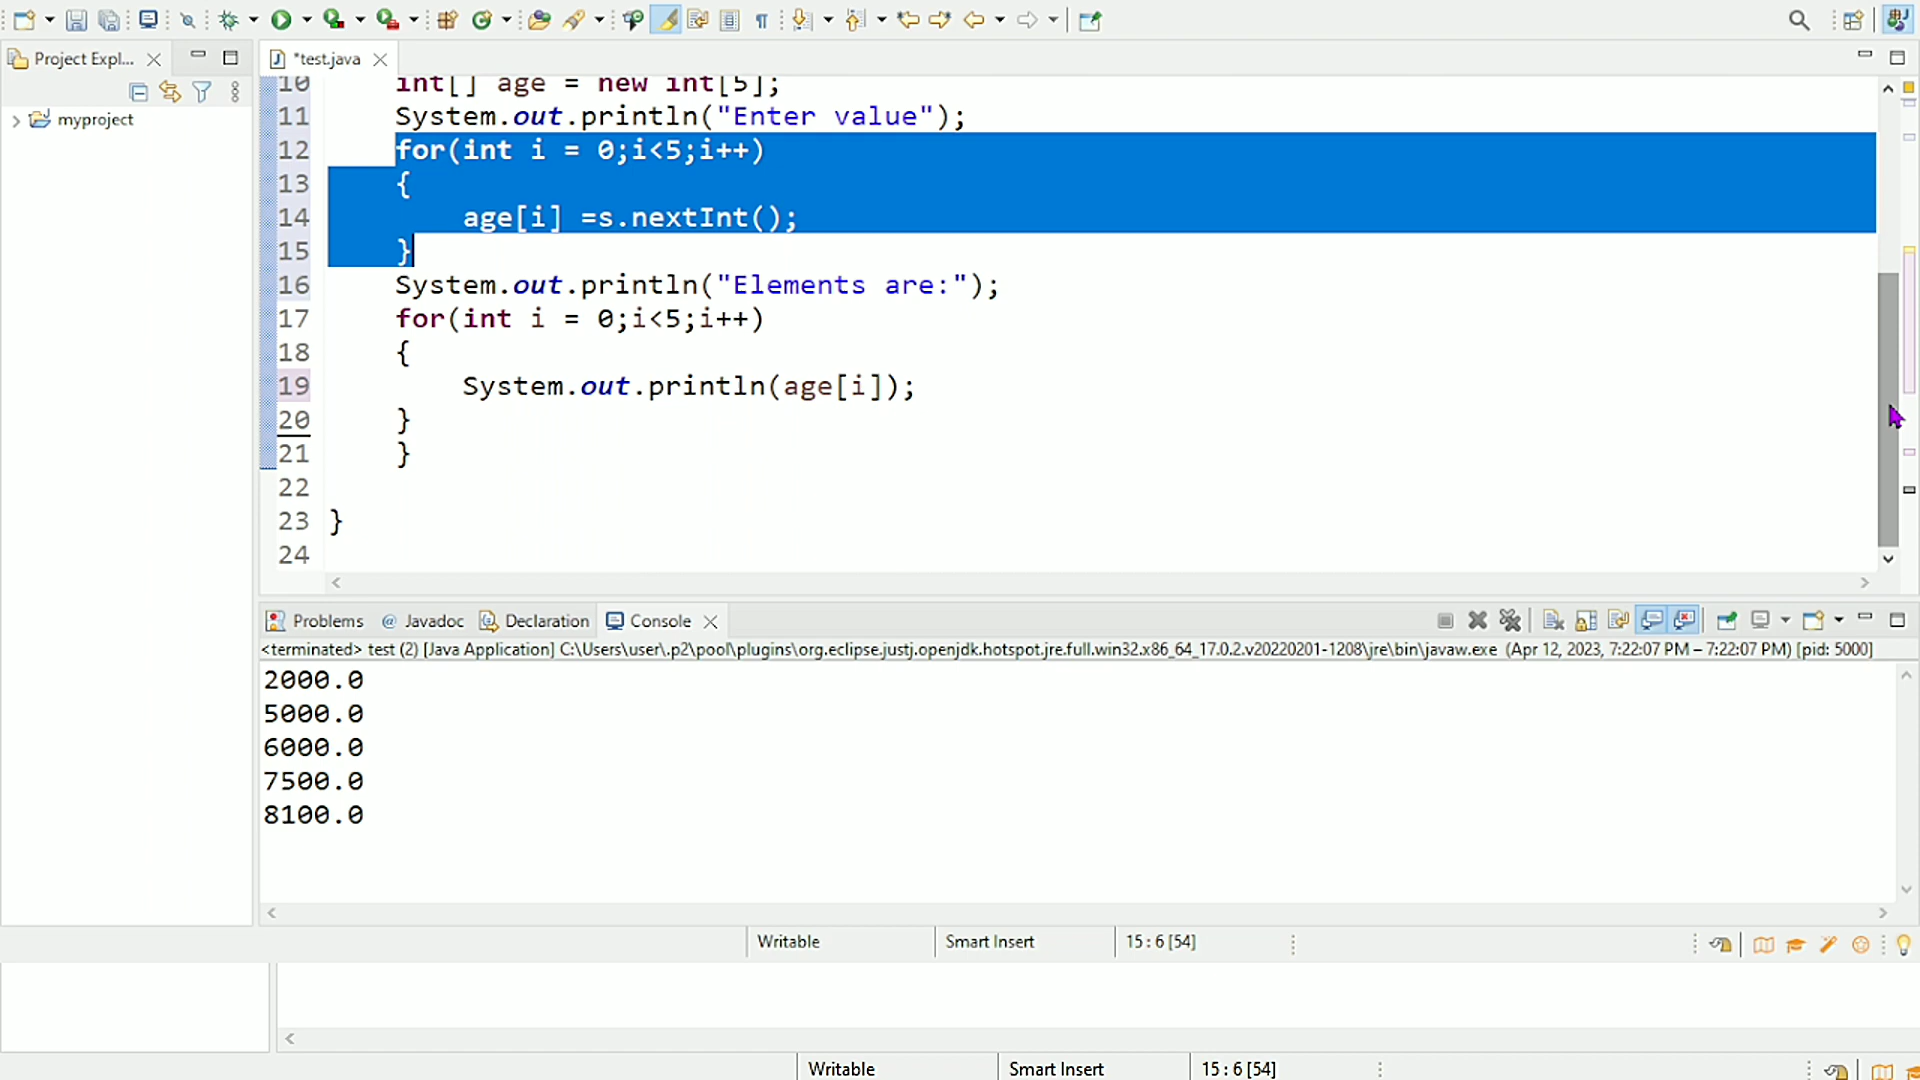 Project Expl...
*test.java
myproject
10 int[] age = new int[5];
11 System.out.println("Enter value");
12 for(int i = 0;i<5;i++)
13 {
14 age[i] =s.nextInt();
15 }
16 System.out.println("Elements are:");
17 for(int i = 0;i<5;i++)
18 {
19 System.out.println(age[i]);
20 }
21 }
22
23 }
24
Problems @ Javadoc Declaration Console
<terminated> test (2) [Java Application] C:\Users\user\.p2\pool\plugins\org.eclipse.justj.openjdk.hotspot.jre.full.win32.x86_64_17.0.2.v20220201-1208\jre\bin\javaw.exe (Apr 12, 2023, 7:22:07 PM – 7:22:07 PM) [pid: 5000]
2000.0
5000.0
6000.0
7500.0
8100.0
Writable Smart Insert 15 : 6 [54]
Writable Smart Insert 15 : 6 [54]